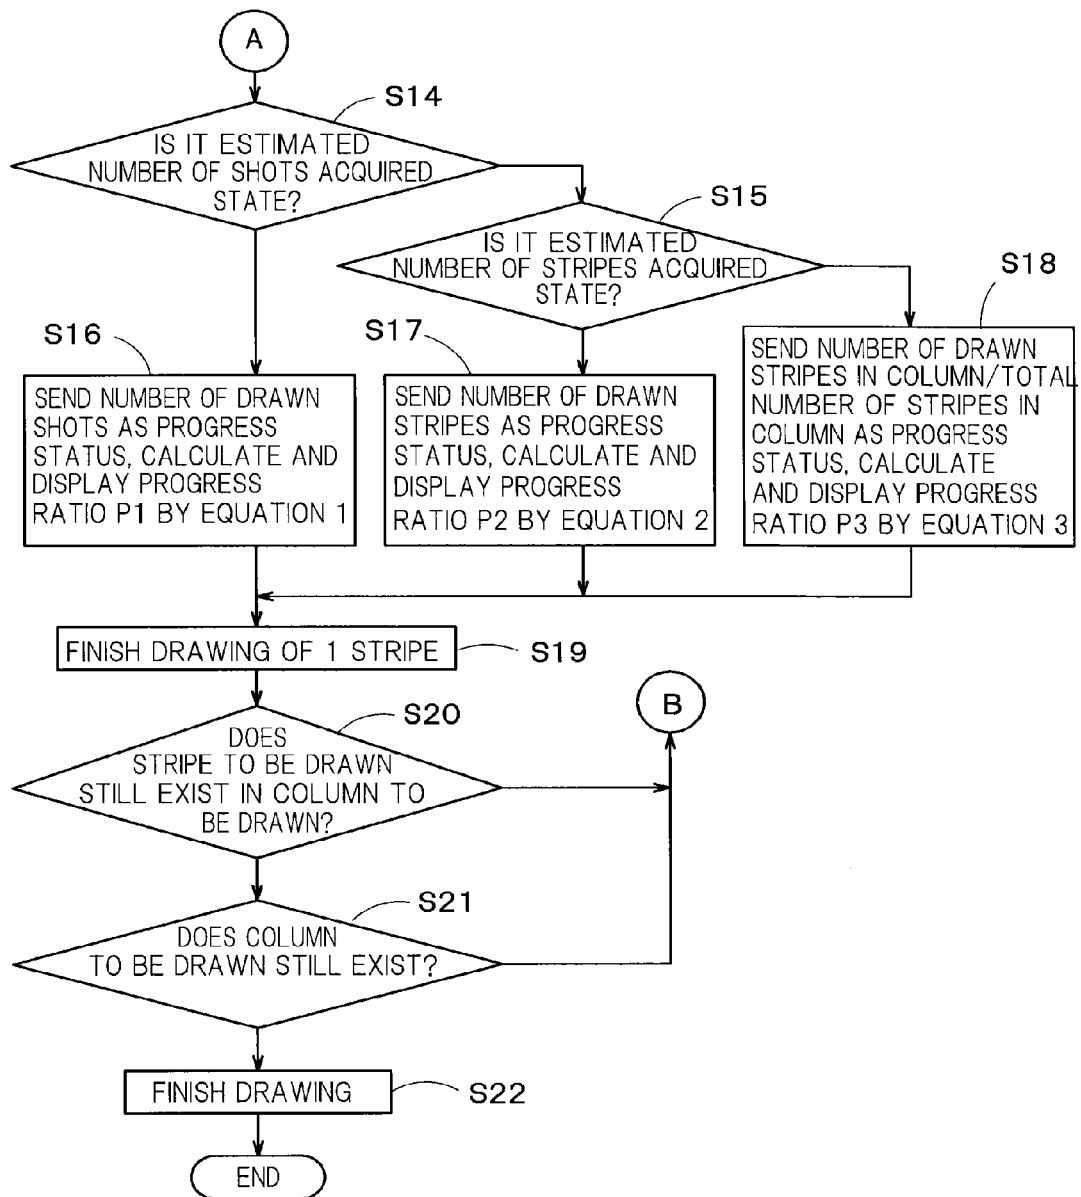 A
S14
IS IT ESTIMATED
NUMBER OF SHOTS ACQUIRED
STATE?
S15
IS IT ESTIMATED
NUMBER OF STRIPES ACQUIRED
STATE?
S16
SEND NUMBER OF DRAWN
SHOTS AS PROGRESS
STATUS, CALCULATE AND
DISPLAY PROGRESS
RATIO P1 BY EQUATION 1
S17
SEND NUMBER OF DRAWN
STRIPES AS PROGRESS
STATUS, CALCULATE AND
DISPLAY PROGRESS
RATIO P2 BY EQUATION 2
S18
SEND NUMBER OF DRAWN
STRIPES IN COLUMN/TOTAL
NUMBER OF STRIPES IN
COLUMN AS PROGRESS
STATUS, CALCULATE
AND DISPLAY PROGRESS
RATIO P3 BY EQUATION 3
FINISH DRAWING OF 1 STRIPE
S19
S20
DOES
STRIPE TO BE DRAWN
STILL EXIST IN COLUMN TO
BE DRAWN?
B
S21
DOES COLUMN
TO BE DRAWN STILL EXIST?
FINISH DRAWING
S22
END